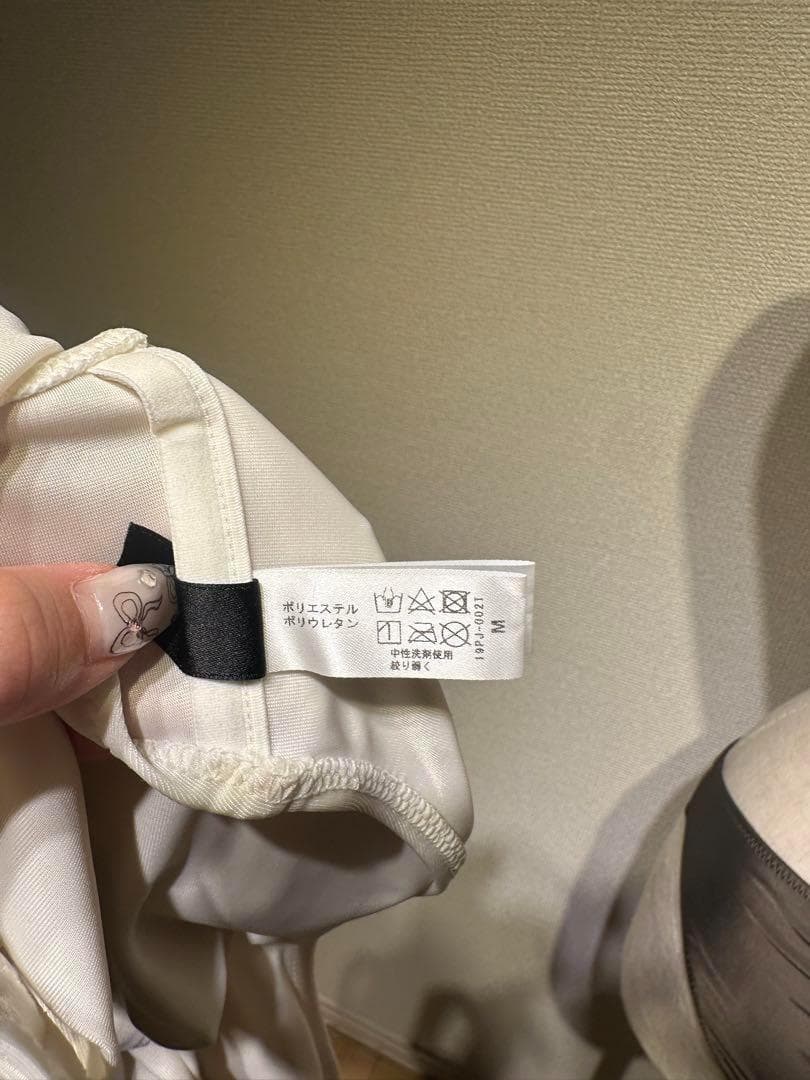 ポリエステル
ポリウレタン
中性洗剤使用
絞り弱く
19PJ-0021
M